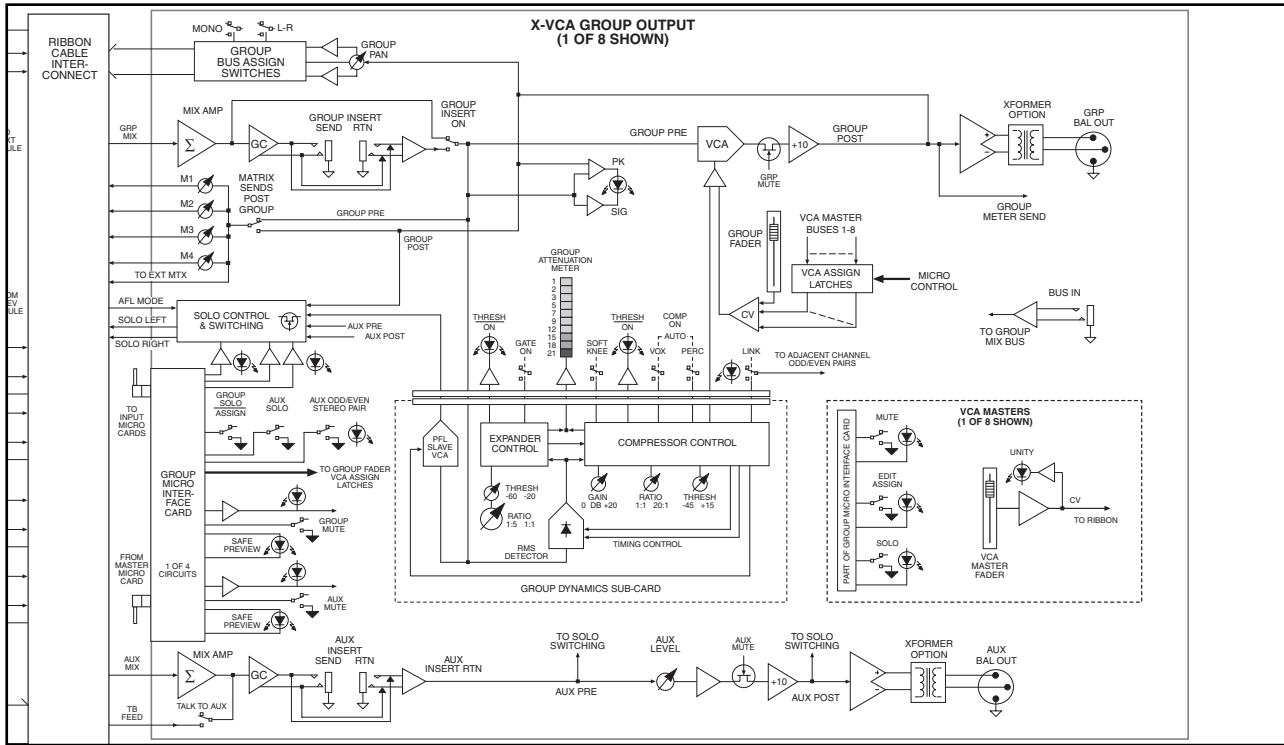 X-VCA GROUP OUTPUT
(1 OF 8 SHOWN)
RIBBON
CABLE
INTER-
CONNECT
MONO
L-R
GROUP
BUS ASSIGN
SWITCHES
GROUP
PAN
MIX AMP
GRP
MIX
Σ
GC
GROUP INSERT
SEND RTN
GROUP
INSERT
ON
GROUP PRE
VCA
GRP
MUTE
+10
GROUP
POST
XFORMER
OPTION
GRP
BAL OUT
+
−
GROUP
METER SEND
PK
SIG
M1
M2
M3
M4
MATRIX
SENDS
POST
GROUP
GROUP PRE
GROUP
POST
TO EXT MTX
AFL MODE
SOLO LEFT
SOLO RIGHT
SOLO CONTROL
& SWITCHING
AUX PRE
AUX POST
GROUP
ATTENUATION
METER
1
2
3
5
7
9
12
15
18
21
GROUP
FADER
VCA MASTER
BUSES 1-8
VCA ASSIGN
LATCHES
MICRO
CONTROL
CV
BUS IN
TO GROUP
MIX BUS
THRESH
ON
GATE
ON
SOFT
KNEE
THRESH
ON
COMP
ON
AUTO
VOX
PERC
LINK
TO ADJACENT CHANNEL
ODD/EVEN PAIRS
TO
INPUT
MICRO
CARDS
GROUP
SOLO
ASSIGN
AUX
SOLO
AUX ODD/EVEN
STEREO PAIR
GROUP
MICRO
INTER-
FACE
CARD
1 OF 4
CIRCUITS
TO GROUP FADER
VCA ASSIGN
LATCHES
GROUP
MUTE
SAFE
PREVIEW
AUX
MUTE
SAFE
PREVIEW
FROM
MASTER
MICRO
CARD
PFL
SLAVE
VCA
EXPANDER
CONTROL
COMPRESSOR CONTROL
THRESH
-60 -20
RATIO
1:5 1:1
GAIN
0 DB +20
RATIO
1:1 20:1
THRESH
-45 +15
RMS
DETECTOR
TIMING CONTROL
GROUP DYNAMICS SUB-CARD
PART OF GROUP MICRO INTERFACE CARD
MUTE
EDIT
ASSIGN
SOLO
VCA MASTERS
(1 OF 8 SHOWN)
UNITY
CV
TO RIBBON
VCA
MASTER
FADER
AUX
MIX
MIX AMP
Σ
GC
AUX
INSERT
SEND RTN
AUX
INSERT RTN
TO SOLO
SWITCHING
AUX PRE
AUX
LEVEL
AUX
MUTE
+10
TO SOLO
SWITCHING
AUX POST
+
−
XFORMER
OPTION
AUX
BAL OUT
TB
FEED
TALK TO AUX